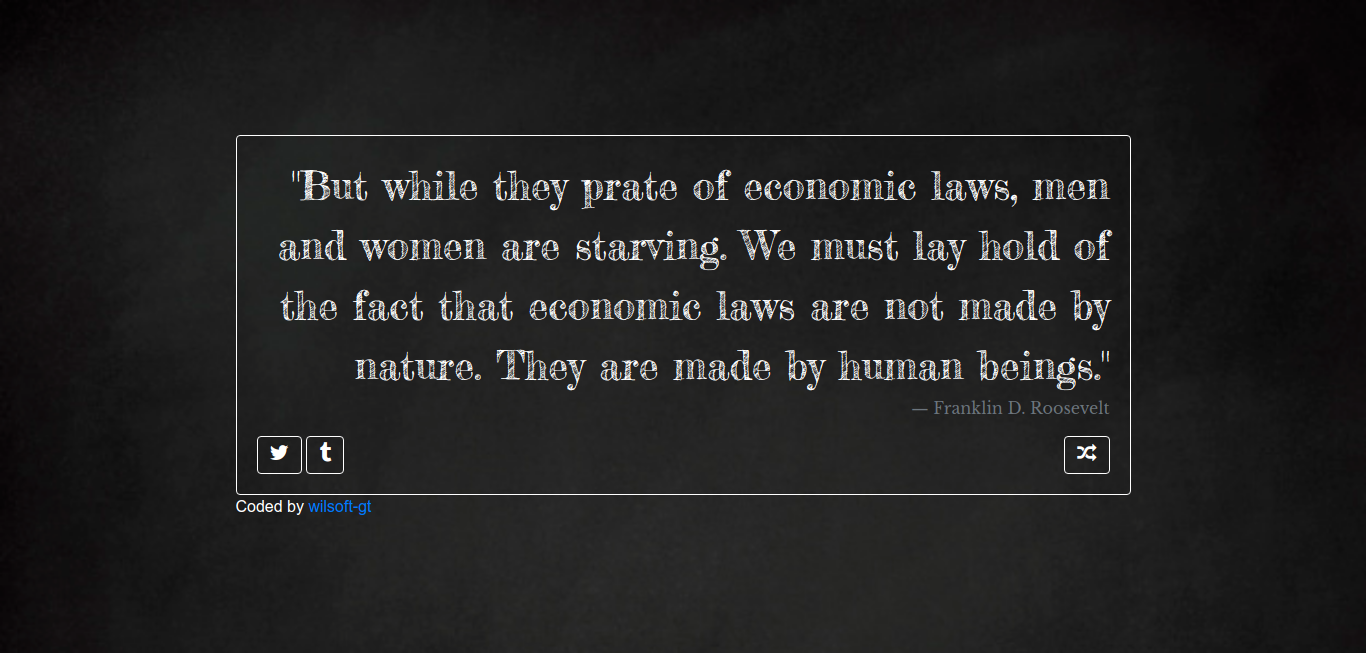 "But while they prate of economic laws, men
and women are starving. We must lay hold of
the fact that economic laws are not made by
nature. They are made by human beings."
— Franklin D. Roosevelt
Coded by wilsoft-gt